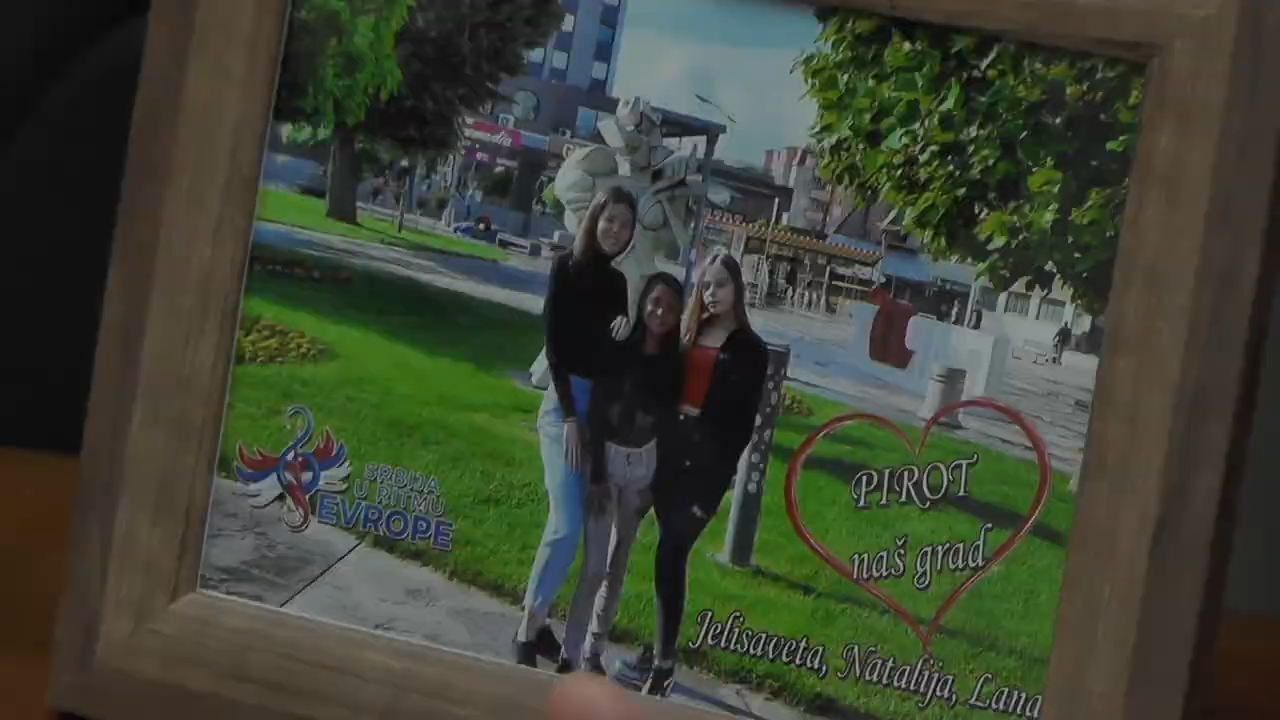 SRBIJA
U RITMU
EVROPE
PIROT
naš grad
Jelisaveta, Natalija, Lana